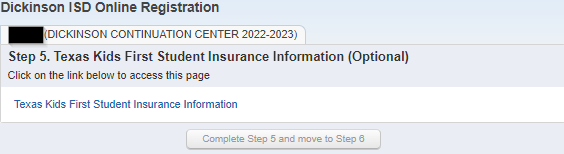 Dickinson ISD Online Registration
(DICKINSON CONTINUATION CENTER 2022-2023)
Step 5. Texas Kids First Student Insurance Information (Optional)
Click on the link below to access this page
Texas Kids First Student Insurance Information
Complete Step 5 and move to Step 6